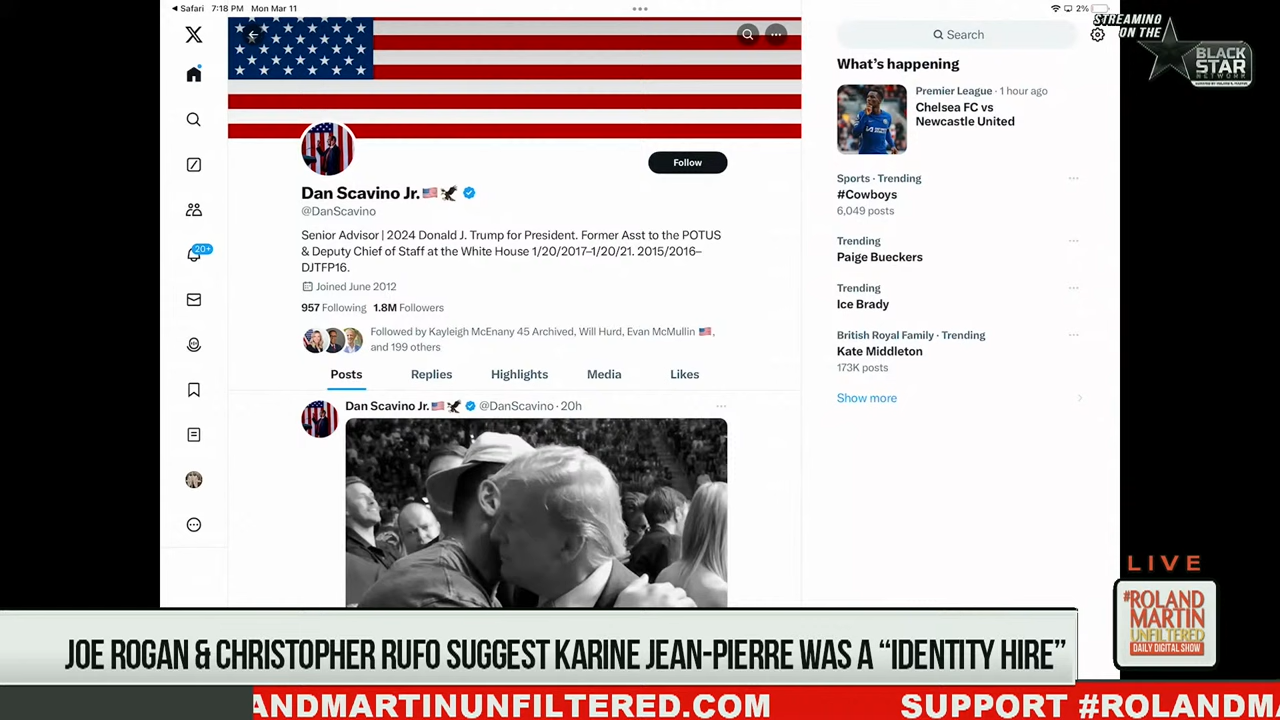 Safari 7:18 PM Mon Mar 11
2%
STREAMING
ON THE
BLACK
STAR
NETWORK
Search
What's happening
Premier League · 1 hour ago
Chelsea FC vs
Newcastle United
Sports · Trending
#Cowboys
6,049 posts
Trending
Paige Bueckers
Trending
Ice Brady
British Royal Family · Trending
Kate Middleton
173K posts
Show more
20+
Follow
Dan Scavino Jr.
@DanScavino
Senior Advisor | 2024 Donald J. Trump for President. Former Asst to the POTUS
& Deputy Chief of Staff at the White House 1/20/2017–1/20/21. 2015/2016–
DJTFP16.
Joined June 2012
957 Following 1.8M Followers
Followed by Kayleigh McEnany 45 Archived, Will Hurd, Evan McMullin 🇺🇸,
and 199 others
Posts Replies Highlights Media Likes
Dan Scavino Jr. @DanScavino · 20h
LIVE
#ROLAND
MARTIN
UNFILTERED
DAILY DIGITAL SHOW
JOE ROGAN & CHRISTOPHER RUFO SUGGEST KARINE JEAN-PIERRE WAS A “IDENTITY HIRE”
ANDMARTINUNFILTERED.COM SUPPORT #ROLANDM